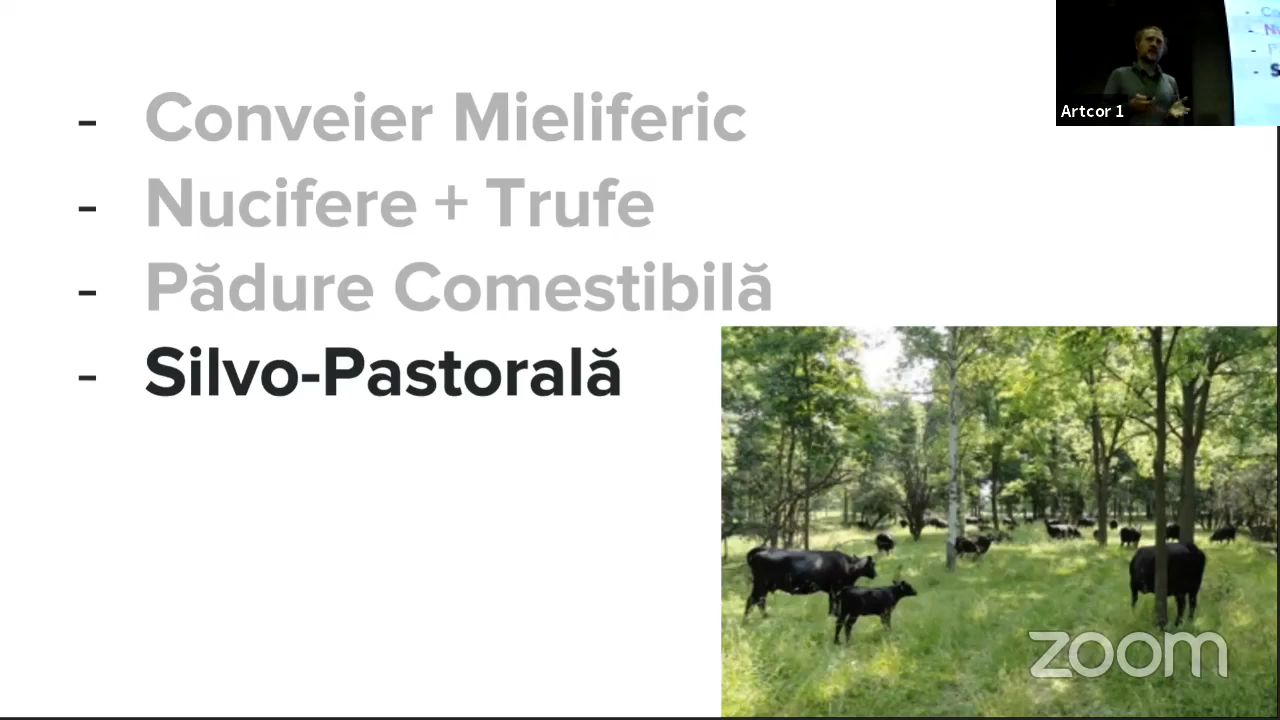 - Conveier Mieliferic
- Nucifere + Trufe
- Pădure Comestibilă
- Silvo-Pastorală
Artcor 1
zoom